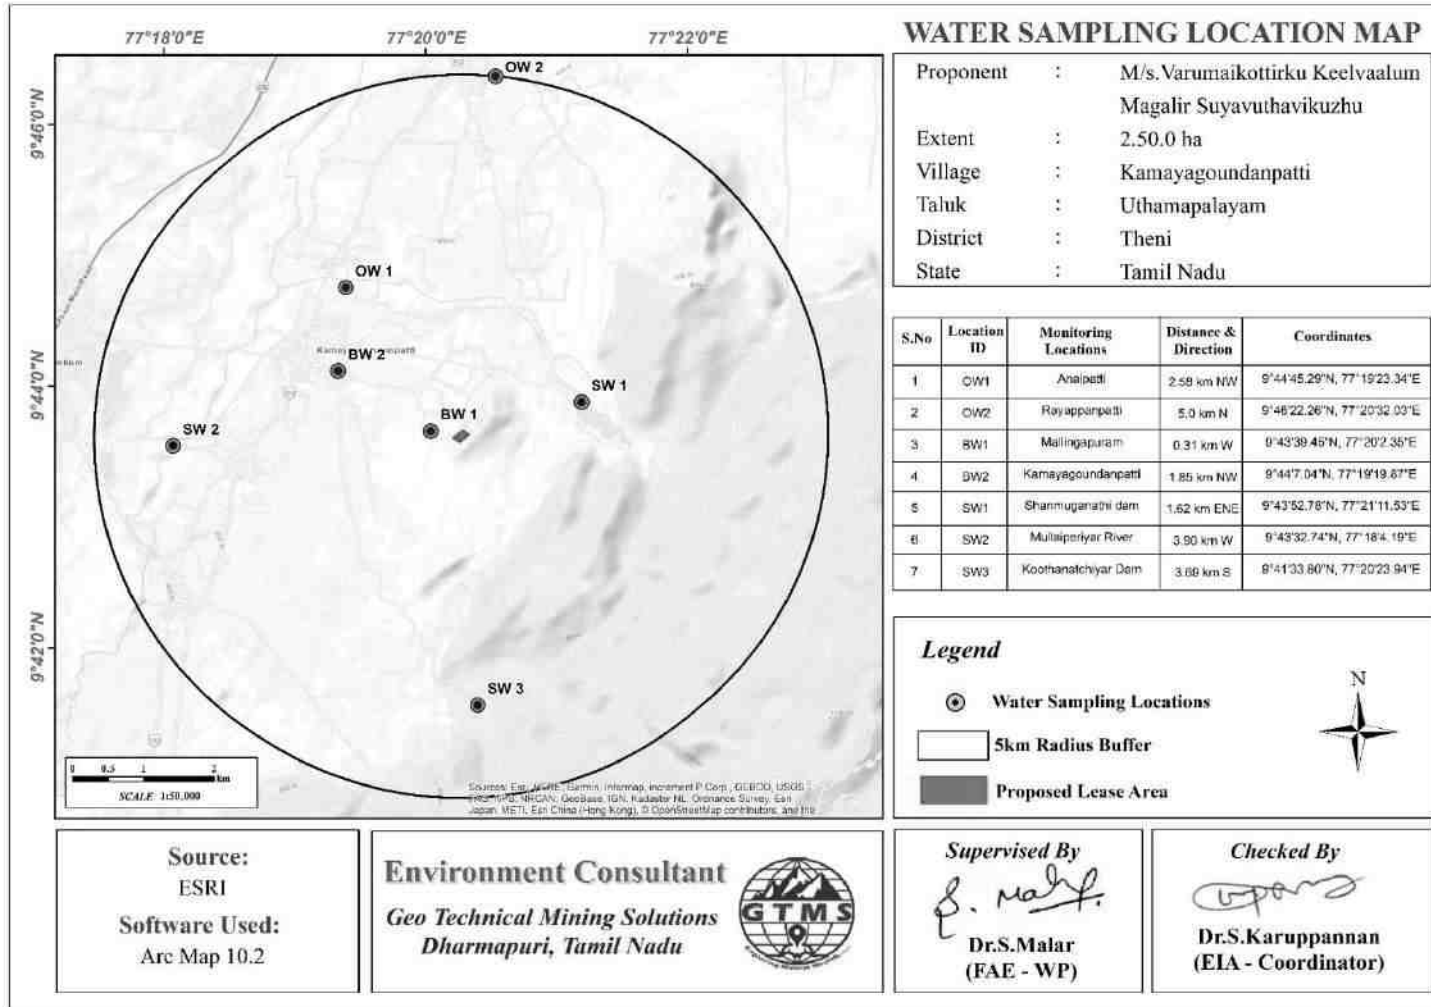 WATER SAMPLING LOCATION MAP
77°18'0"E 77°20'0"E 77°22'0"E
9°46'0"N
9°44'0"N
9°42'0"N
OW 2
OW 1
BW 2
SW 1
BW 1
SW 2
SW 3
0 0.5 1 2
km
SCALE: 1:50,000
Proponent : M/s.Varumaikottirku Keelvaalum
Magalir Suyavuthavikuzhu
Extent : 2.50.0 ha
Village : Kamayagoundanpatti
Taluk : Uthamapalayam
District : Theni
State : Tamil Nadu
S.No Location ID Monitoring Locations Distance & Direction Coordinates
1 OW1 Anaipatti 2.58 km NW 9°44'45.29"N, 77°19'23.34"E
2 OW2 Rayappanpatti 5.0 km N 9°46'22.26"N, 77°20'32.03"E
3 BW1 Mallingapuram 0.31 km W 9°43'39.45"N, 77°20'2.35"E
4 BW2 Kamayagoundanpatti 1.85 km NW 9°44'7.04"N, 77°19'19.87"E
5 SW1 Shanmuganathi dam 1.62 km ENE 9°43'52.78"N, 77°21'11.53"E
6 SW2 Mullaiperiyar River 3.90 km W 9°43'32.74"N, 77°18'4.19"E
7 SW3 Koothanatchiyar Dam 3.69 km S 9°41'33.80"N, 77°20'23.94"E
Legend
N
Water Sampling Locations
5km Radius Buffer
Proposed Lease Area
Source:
ESRI
Software Used:
Arc Map 10.2
Environment Consultant
Geo Technical Mining Solutions
Dharmapuri, Tamil Nadu
GTMS
Supervised By
S. Malar
Dr.S.Malar
(FAE - WP)
Checked By
Dr.S.Karuppannan
(EIA - Coordinator)